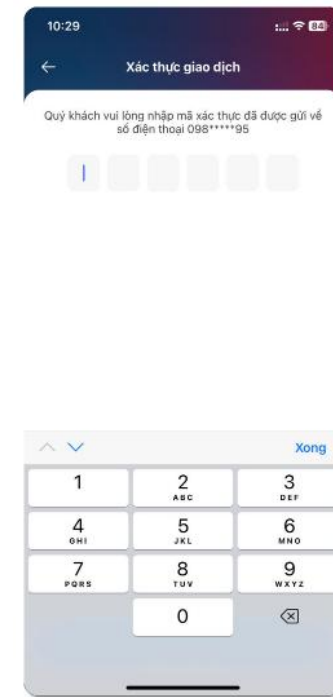 10:29
84
Xác thực giao dịch
Quý khách vui lòng nhập mã xác thực đã được gửi về
số điện thoại 098*****95
Xong
1
2
ABC
3
DEF
4
GHI
5
JKL
6
MNO
7
PQRS
8
TUV
9
WXYZ
0